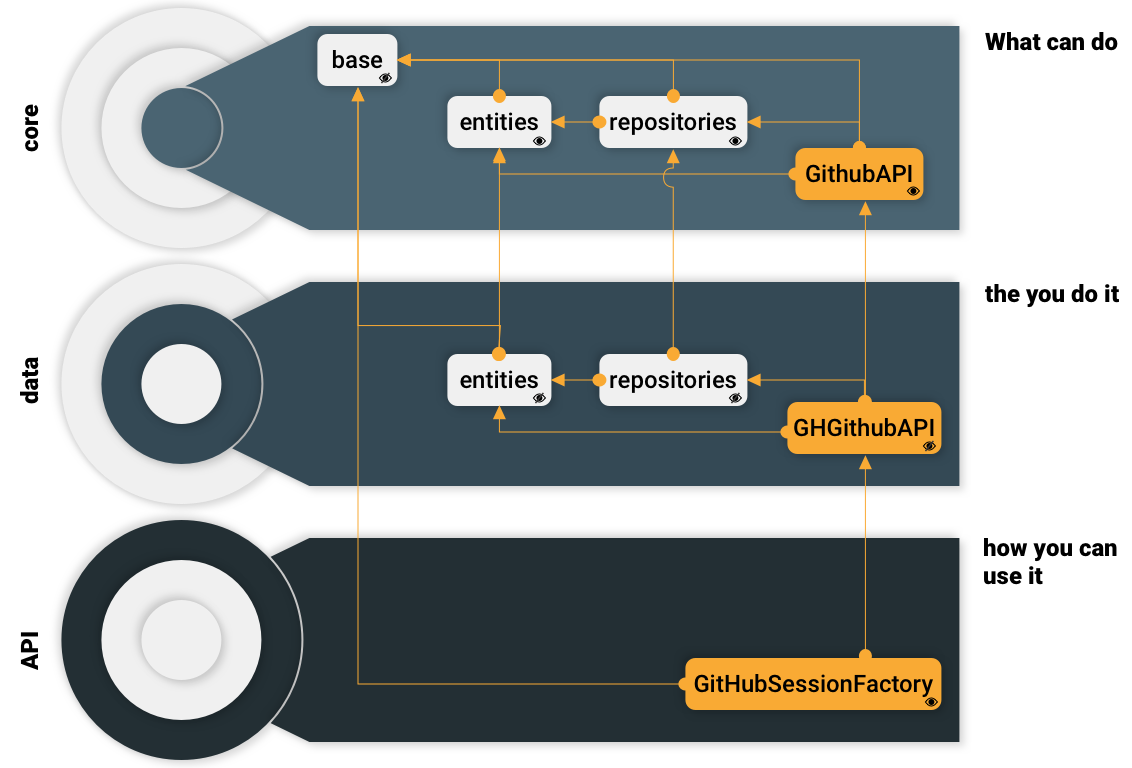 core
What can do
base
entities
repositories
GithubAPI
data
the you do it
entities
repositories
GHGithubAPI
API
how you can
use it
GitHubSessionFactory